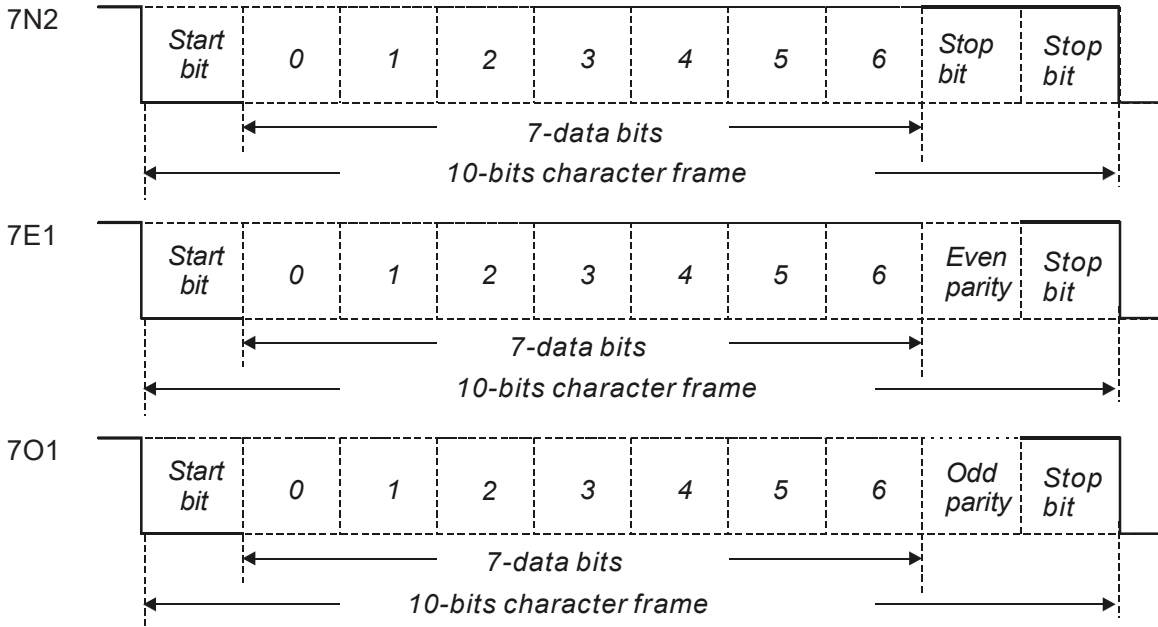 7N2
Start bit 0 1 2 3 4 5 6 Stop bit Stop bit
7-data bits
10-bits character frame
7E1
Start bit 0 1 2 3 4 5 6 Even parity Stop bit
7-data bits
10-bits character frame
7O1
Start bit 0 1 2 3 4 5 6 Odd parity Stop bit
7-data bits
10-bits character frame